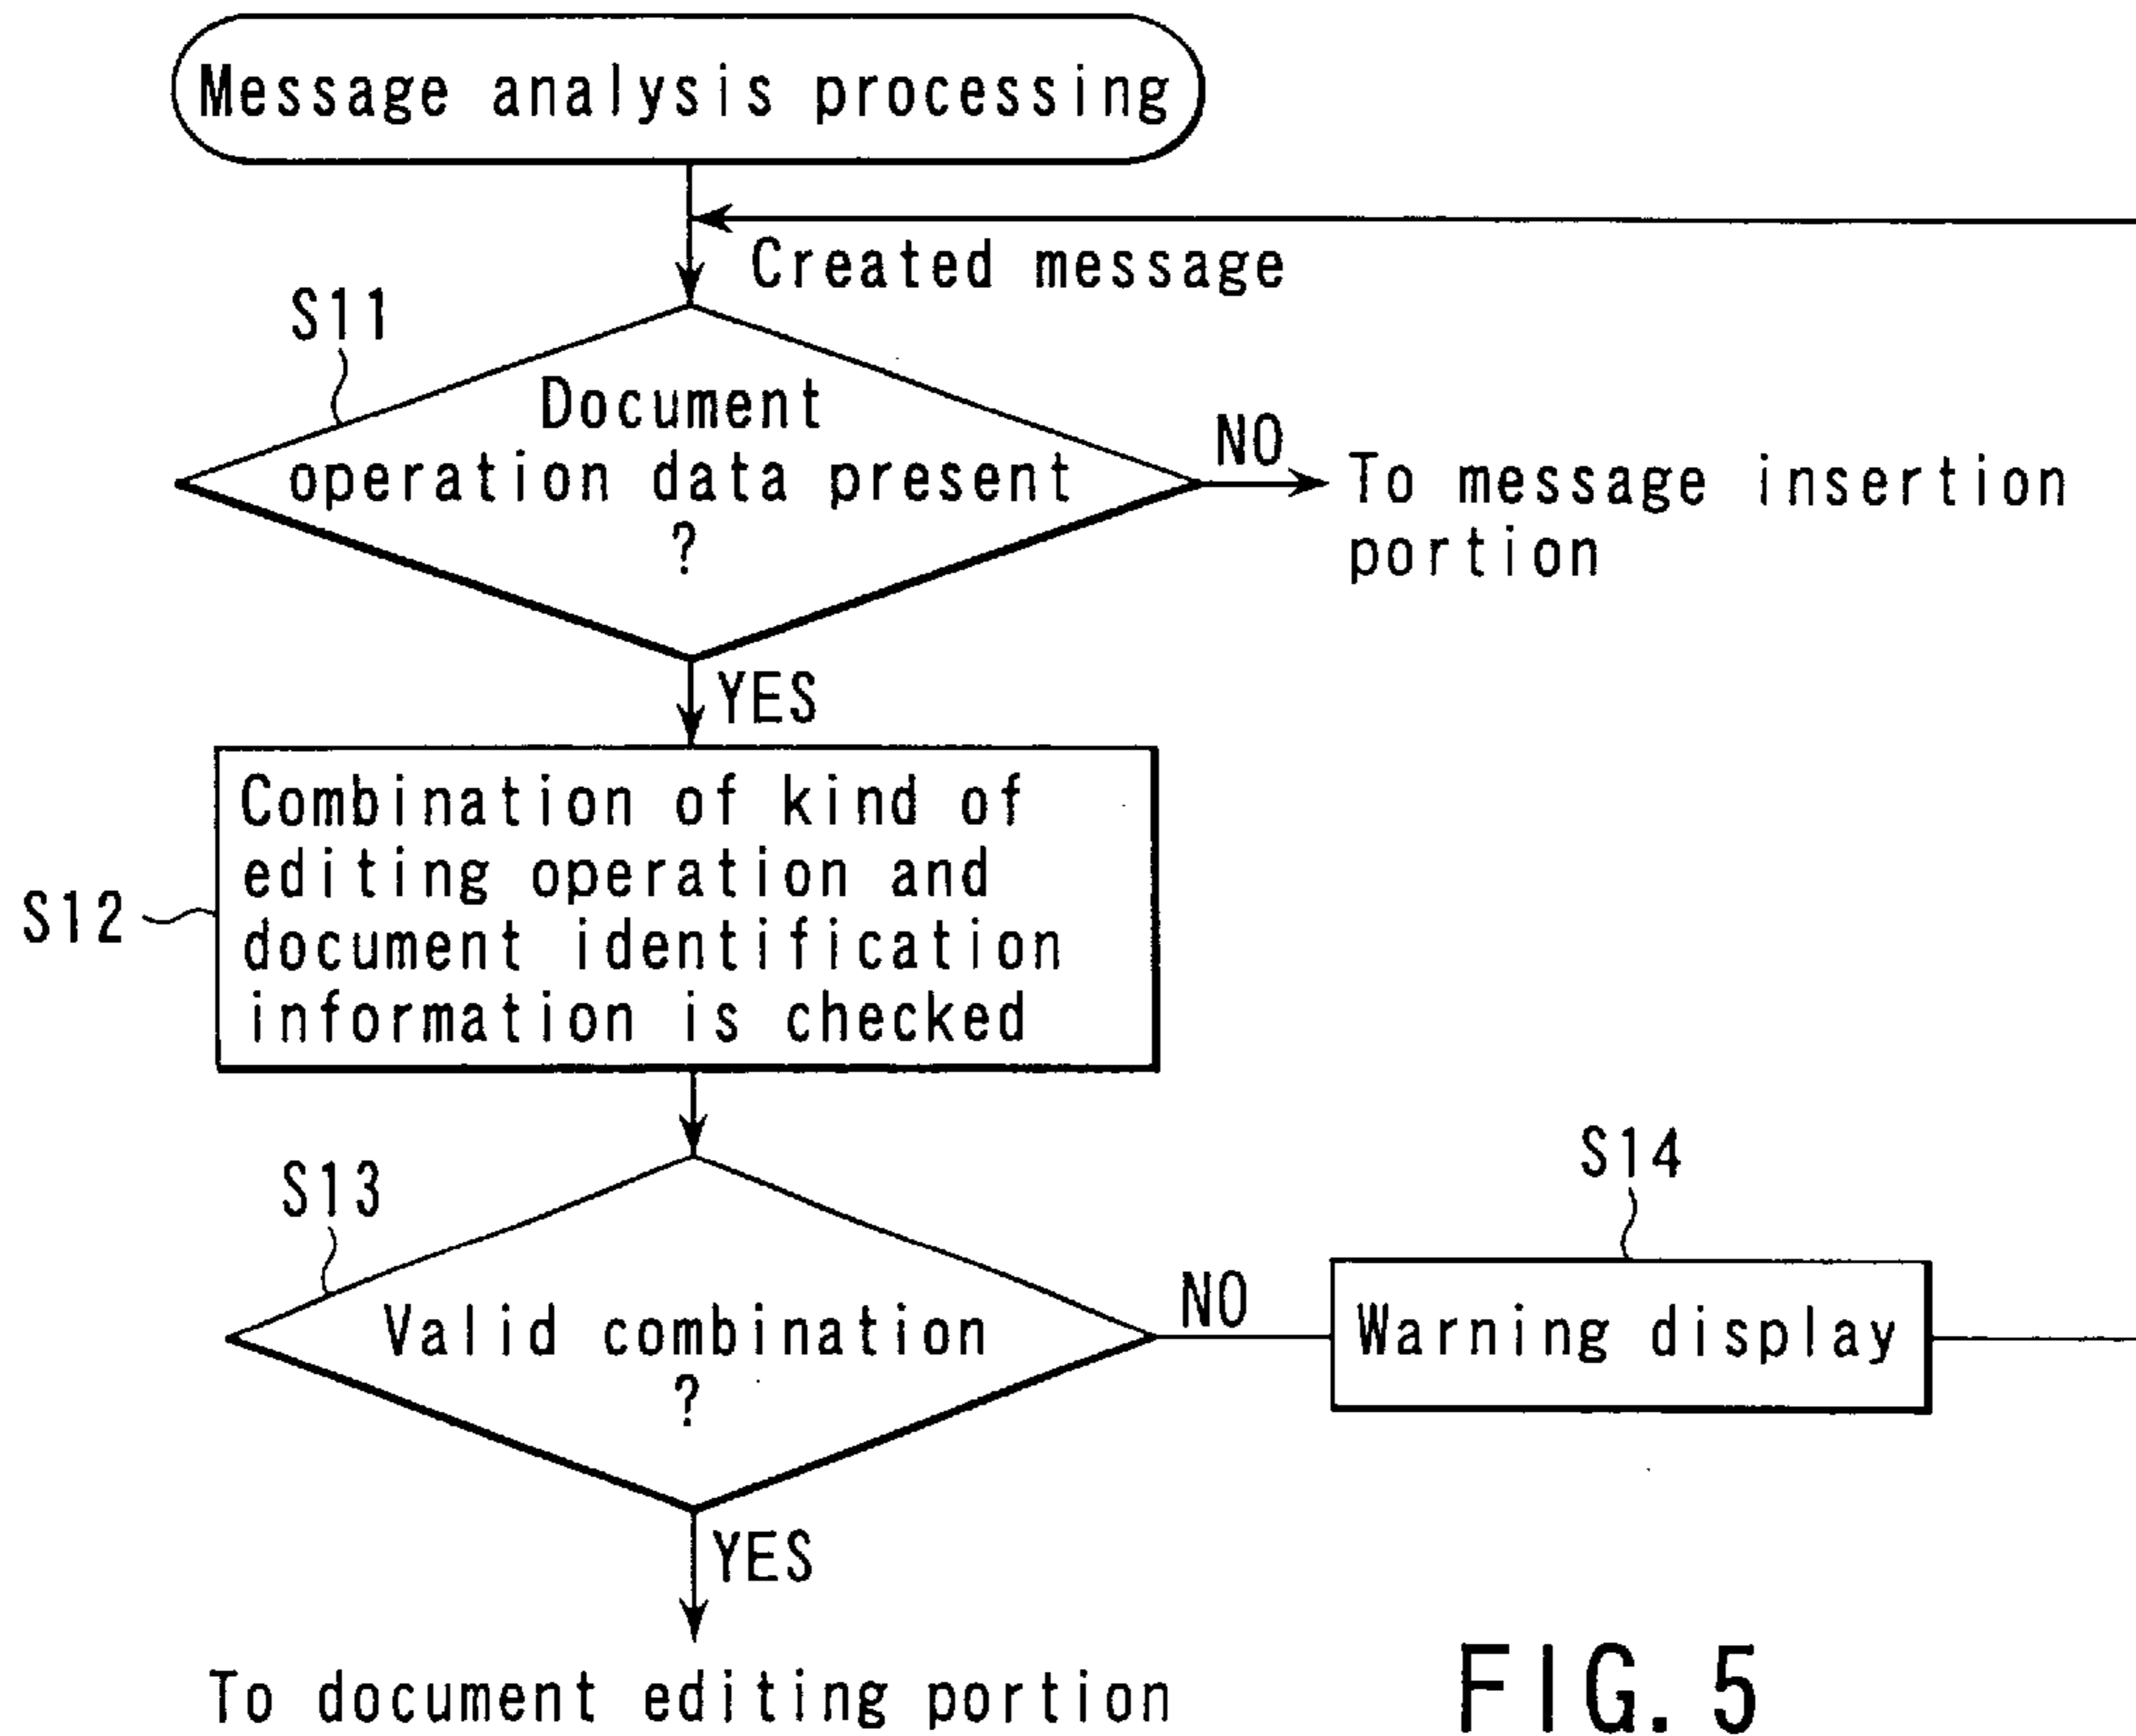 Message analysis processing
Created message
S11
Document
operation data present
?
NO
To message insertion
portion
YES
S12
Combination of kind of
editing operation and
document identification
information is checked
S13
Valid combination
?
NO
S14
Warning display
YES
To document editing portion
FIG. 5